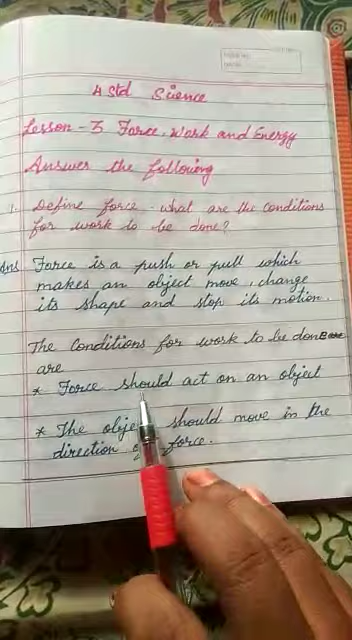 4 Std Science
Lesson - 3 Force, Work and Energy
Answer the following
1. Define force. what are the conditions
for work to be done?
Ans Force is a push or pull which
makes an object move, change
its shape and stop its motion.
The Conditions for work to be done
are
* Force should act on an object
* The obje should move in the
direction of force.